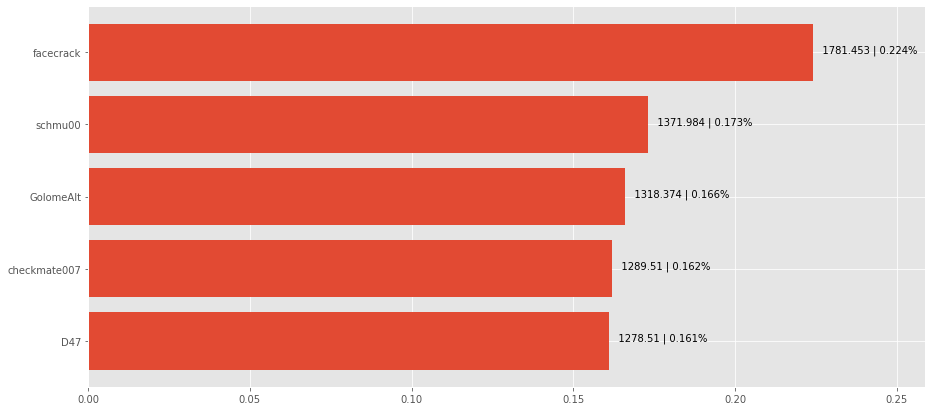 facecrack 1781.453 | 0.224%
schmu00 1371.984 | 0.173%
GolomeAlt 1318.374 | 0.166%
checkmate007 1289.51 | 0.162%
D47 1278.51 | 0.161%
0.00 0.05 0.10 0.15 0.20 0.25